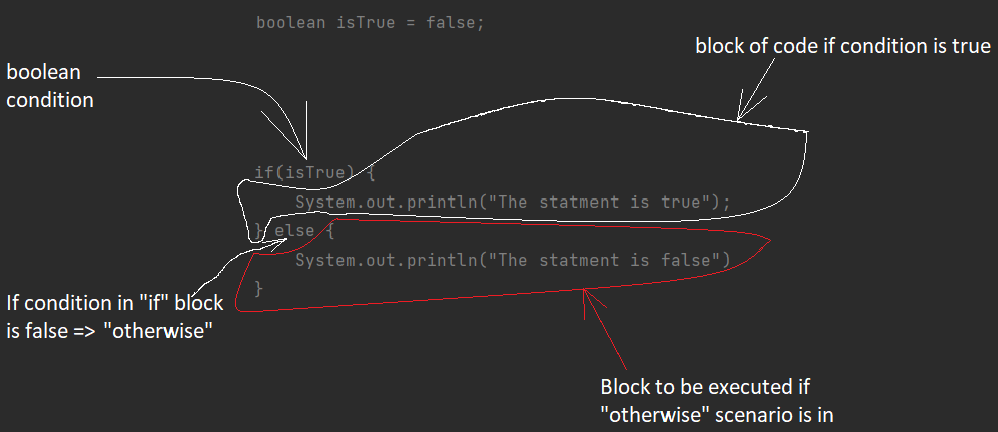 boolean isTrue = false;
block of code if condition is true
boolean
condition
if(isTrue) {
System.out.println("The statment is true");
} else {
System.out.println("The statment is false")
}
If condition in "if" block
is false => "otherwise"
Block to be executed if
"otherwise" scenario is in